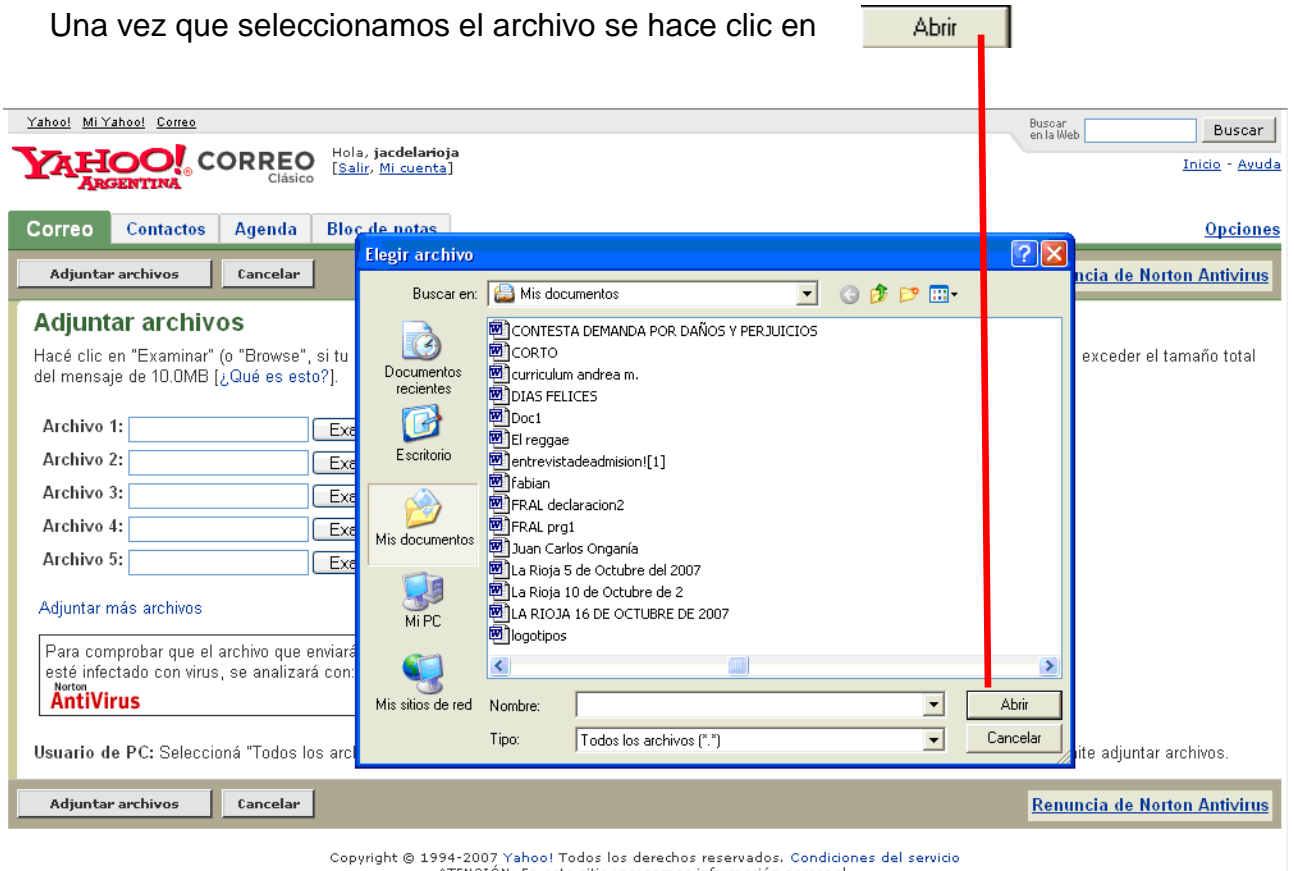 Una vez que seleccionamos el archivo se hace clic en Abrir
Yahoo! Mi Yahoo! Correo
Buscar en la Web Buscar
YAHOO! ARGENTINA CORREO Clásico
Hola, jacdelarioja
[Salir, Mi cuenta]
Inicio - Ayuda
Correo Contactos Agenda Bloc de notas Opciones
Adjuntar archivos Cancelar
ncia de Norton Antivirus
Adjuntar archivos
Hacé clic en "Examinar" (o "Browse", si tu
exceder el tamaño total
del mensaje de 10.0MB [¿Qué es esto?].
Archivo 1: Exa
Archivo 2: Exa
Archivo 3: Exa
Archivo 4: Exa
Archivo 5: Exa
Adjuntar más archivos
Para comprobar que el archivo que enviará
esté infectado con virus, se analizará con:
Norton
AntiVirus
Usuario de PC: Seleccioná "Todos los arc
ite adjuntar archivos.
Elegir archivo
Buscar en: Mis documentos
Documentos
recientes
Escritorio
Mis documentos
Mi PC
Mis sitios de red
CONTESTA DEMANDA POR DAÑOS Y PERJUICIOS
CORTO
curriculum andrea m.
DIAS FELICES
Doc1
El reggae
entrevistadeadmision![1]
fabian
FRAL declaracion2
FRAL prg1
Juan Carlos Onganía
La Rioja 5 de Octubre del 2007
La Rioja 10 de Octubre de 2
LA RIOJA 16 DE OCTUBRE DE 2007
logotipos
Nombre: Abrir
Tipo: Todos los archivos (*.*) Cancelar
Adjuntar archivos Cancelar
Renuncia de Norton Antivirus
Copyright © 1994-2007 Yahoo! Todos los derechos reservados. Condiciones del servicio